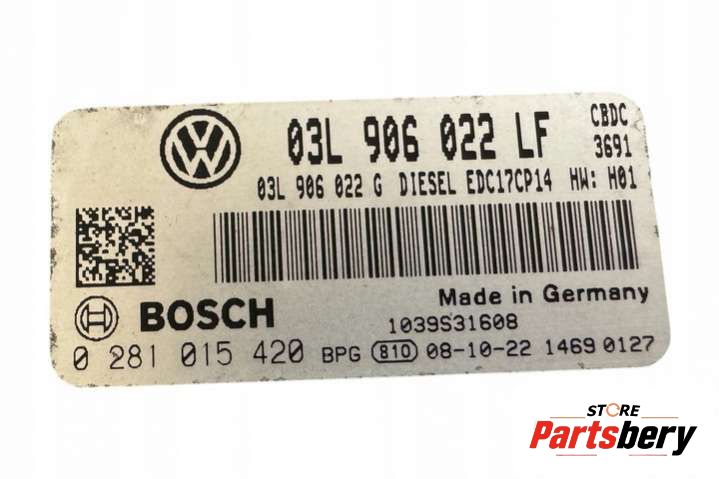 VW
03L 906 022 LF
CBDC
3691
03L 906 022 G DIESEL EDC17CP14 HW: H01
Made in Germany
BOSCH
1039S31608
0 281 015 420 BPG 810 08-10-22 1469 0127
STORE
Partsbery